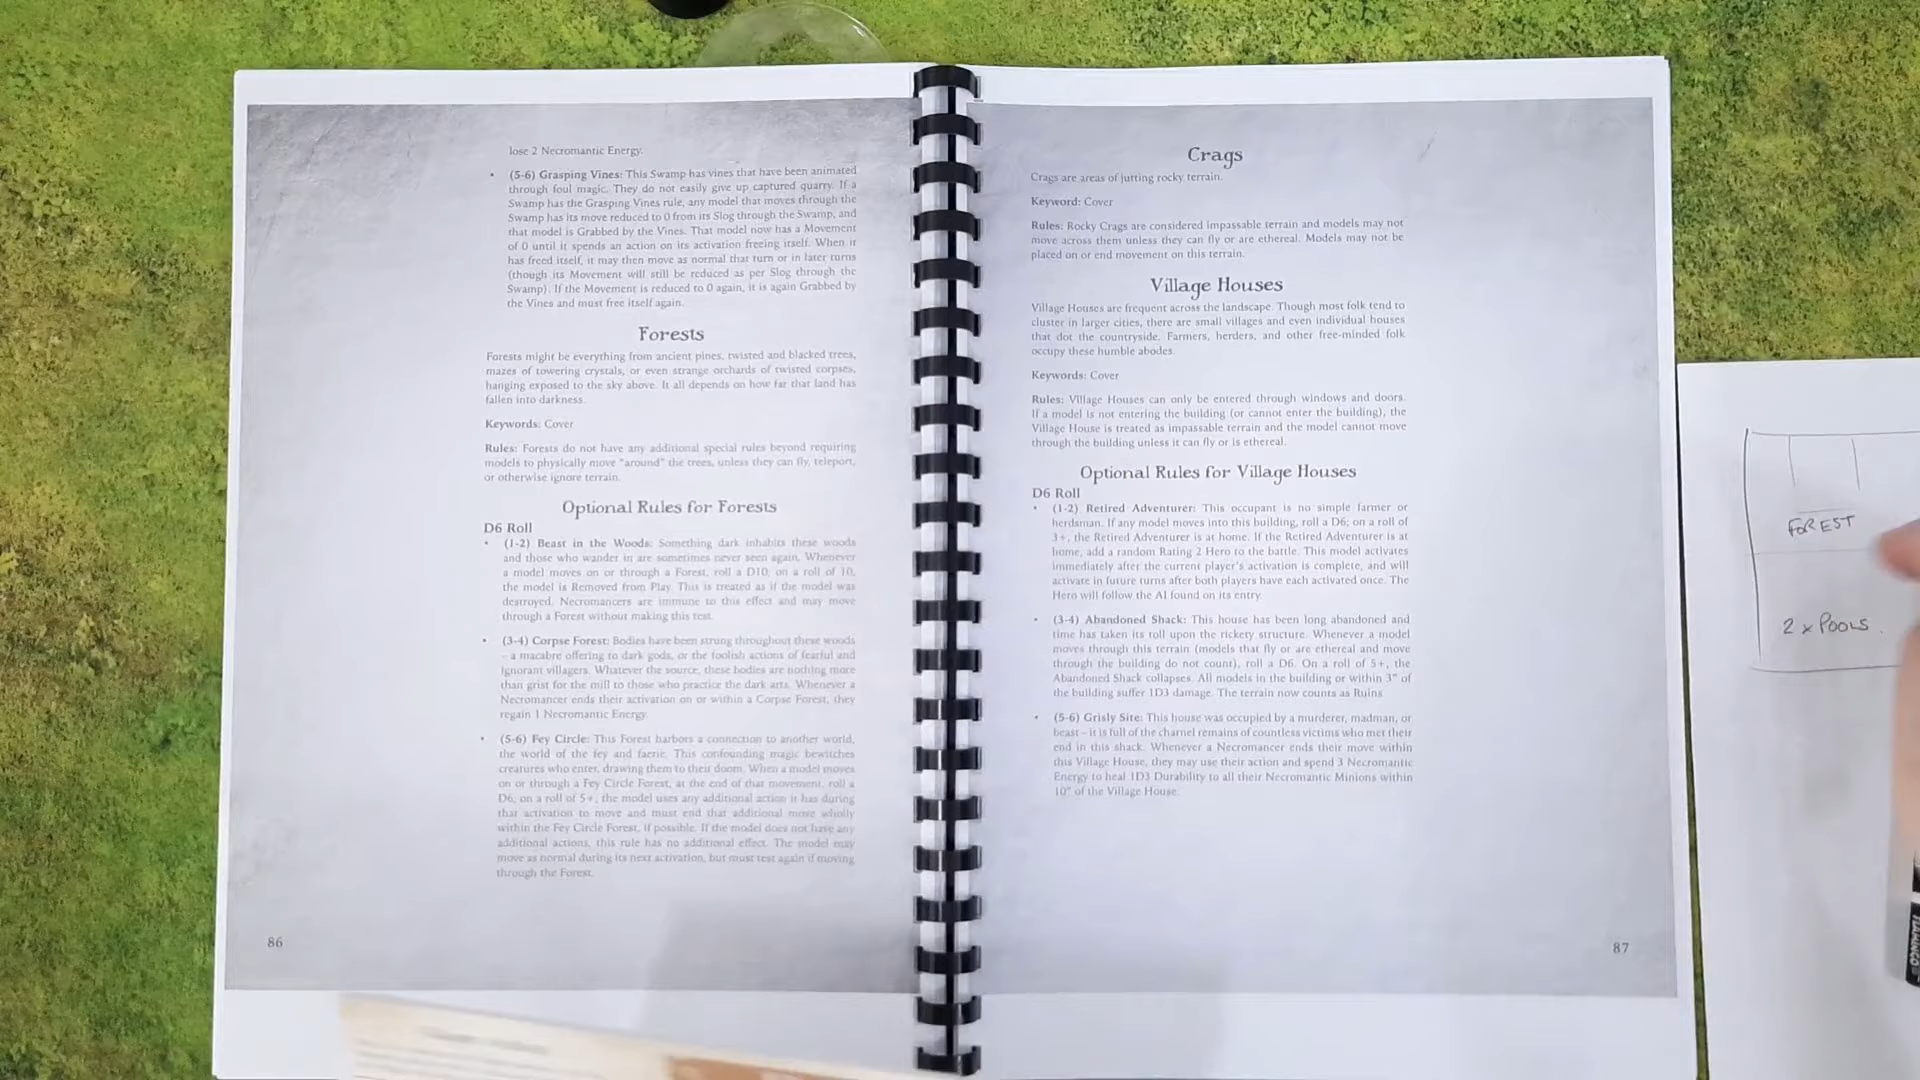 lose 2 Necromantic Energy.
• (5-6) Grasping Vines: This Swamp has vines that have been animated
through foul magic. They do not easily give up captured quarry. If a
Swamp has the Grasping Vines rule, any model that moves through the
Swamp has its move reduced to 0 from its Slog through the Swamp, and
that model is Grabbed by the Vines. That model now has a Movement
of 0 until it spends an action on its activation freeing itself. When it
has freed itself, it may then move as normal that turn or in later turns
(though its Movement will still be reduced as per Slog through the
Swamp). If the Movement is reduced to 0 again, it is again Grabbed by
the Vines and must free itself again.
Forests
Forests might be everything from ancient pines, twisted and blacked trees,
mazes of towering crystals, or even strange orchards of twisted corpses,
hanging exposed to the sky above. It all depends on how far that land has
fallen into darkness.
Keywords: Cover
Rules: Forests do not have any additional special rules beyond requiring
models to physically move "around" the trees, unless they can fly, teleport,
or otherwise ignore terrain.
Optional Rules for Forests
D6 Roll
• (1-2) Beast in the Woods: Something dark inhabits these woods
and those who wander in are sometimes never seen again. Whenever
a model moves on or through a Forest, roll a D10; on a roll of 10,
the model is Removed from Play. This is treated as if the model was
destroyed. Necromancers are immune to this effect and may move
through a Forest without making this test.
• (3-4) Corpse Forest: Bodies have been strung throughout these woods
– a macabre offering to dark gods, or the foolish actions of fearful and
ignorant villagers. Whatever the source, these bodies are nothing more
than grist for the mill to those who practice the dark arts. Whenever a
Necromancer ends their activation on or within a Corpse Forest, they
regain 1 Necromantic Energy.
• (5-6) Fey Circle: This Forest harbors a connection to another world,
the world of the fey and faerie. This confounding magic bewitches
creatures who enter, drawing them to their doom. When a model moves
on or through a Fey Circle Forest, at the end of that movement, roll a
D6; on a roll of 5+, the model uses any additional action it has during
that activation to move and must end that additional move wholly
within the Fey Circle Forest, if possible. If the model does not have any
additional actions, this rule has no additional effect. The model may
move as normal during its next activation, but must test again if moving
through the Forest.
86
Crags
Crags are areas of jutting rocky terrain.
Keyword: Cover
Rules: Rocky Crags are considered impassable terrain and models may not
move across them unless they can fly or are ethereal. Models may not be
placed on or end movement on this terrain.
Village Houses
Village Houses are frequent across the landscape. Though most folk tend to
cluster in larger cities, there are small villages and even individual houses
that dot the countryside. Farmers, herders, and other free-minded folk
occupy these humble abodes.
Keywords: Cover
Rules: Village Houses can only be entered through windows and doors.
If a model is not entering the building (or cannot enter the building), the
Village House is treated as impassable terrain and the model cannot move
through the building unless it can fly or is ethereal.
Optional Rules for Village Houses
D6 Roll
• (1-2) Retired Adventurer: This occupant is no simple farmer or
herdsman. If any model moves into this building, roll a D6; on a roll of
3+, the Retired Adventurer is at home. If the Retired Adventurer is at
home, add a random Rating 2 Hero to the battle. This model activates
immediately after the current player's activation is complete, and will
activate in future turns after both players have each activated once. The
Hero will follow the AI found on its entry.
• (3-4) Abandoned Shack: This house has been long abandoned and
time has taken its toll upon the rickety structure. Whenever a model
moves through this terrain (models that fly or are ethereal and move
through the building do not count), roll a D6. On a roll of 5+, the
Abandoned Shack collapses. All models in the building or within 3" of
the building suffer 1D3 damage. The terrain now counts as Ruins.
• (5-6) Grisly Site: This house was occupied by a murderer, madman, or
beast – it is full of the charnel remains of countless victims who met their
end in this shack. Whenever a Necromancer ends their move within
this Village House, they may use their action and spend 3 Necromantic
Energy to heal 1D3 Durability to all their Necromantic Minions within
10" of the Village House.
87
FOREST
2 x POOLS.